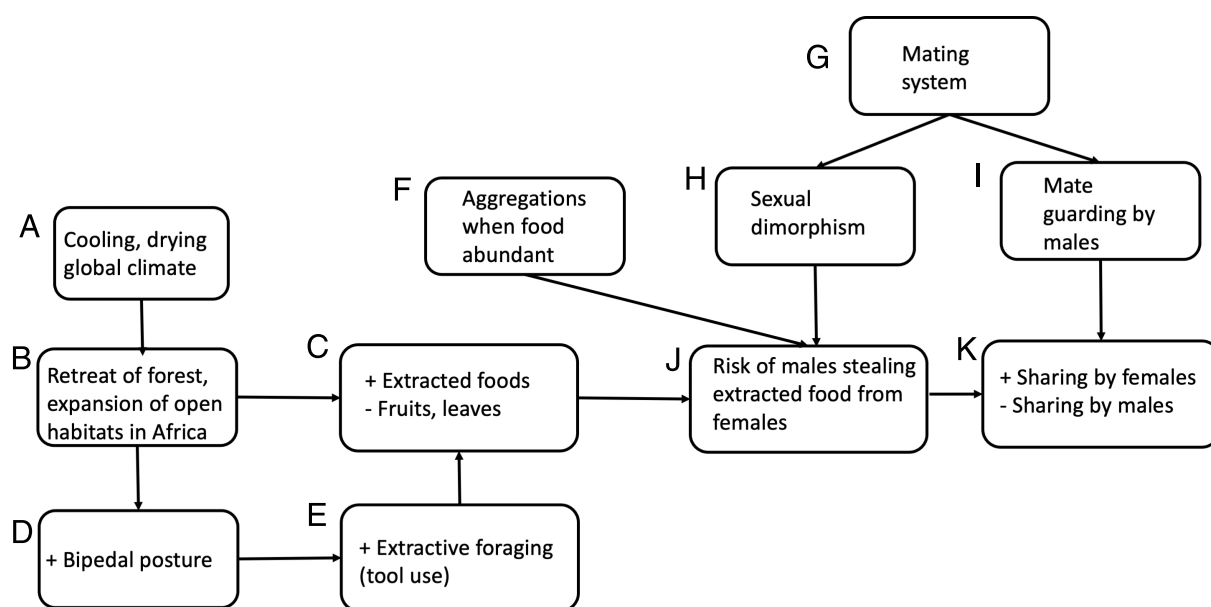 G
Mating
system
F
Aggregations
when food
abundant
H
Sexual
dimorphism
I
Mate
guarding by
males
A
Cooling, drying
global climate
B
Retreat of forest,
expansion of open
habitats in Africa
C
+ Extracted foods
- Fruits, leaves
J
Risk of males stealing
extracted food from
females
K
+ Sharing by females
- Sharing by males
D
+ Bipedal posture
E
+ Extractive foraging
(tool use)